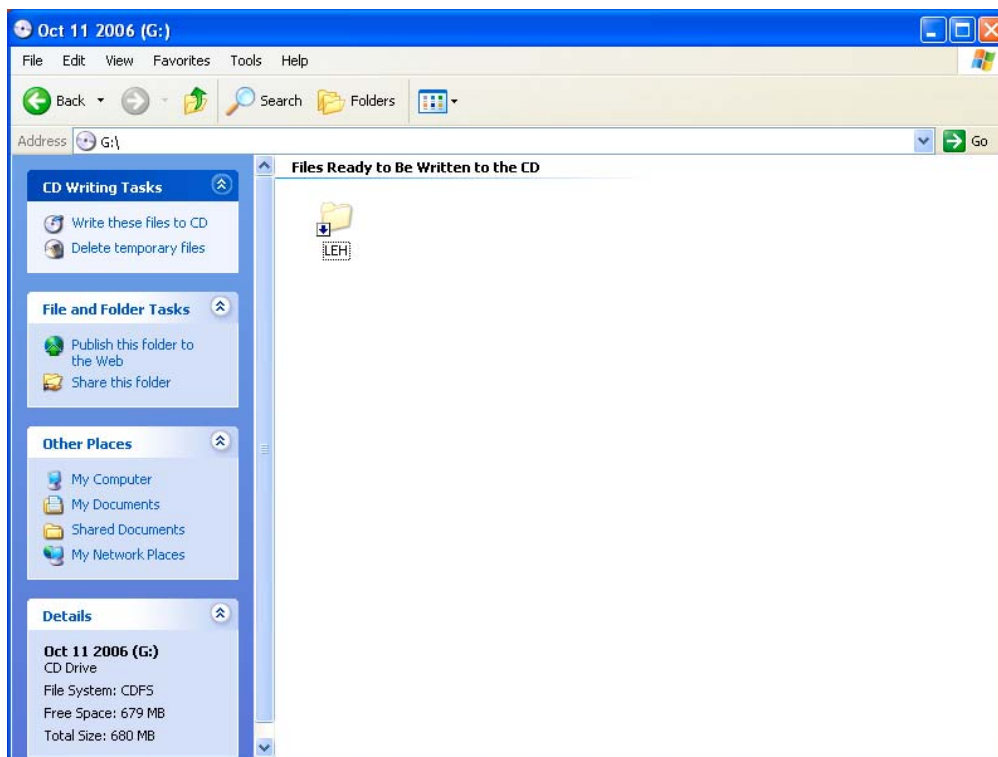 Oct 11 2006 (G:)
File Edit View Favorites Tools Help
Back Search Folders
Address G:\ Go
CD Writing Tasks
Write these files to CD
Delete temporary files
File and Folder Tasks
Publish this folder to
the Web
Share this folder
Other Places
My Computer
My Documents
Shared Documents
My Network Places
Details
Oct 11 2006 (G:)
CD Drive
File System: CDFS
Free Space: 679 MB
Total Size: 680 MB
Files Ready to Be Written to the CD
LEH